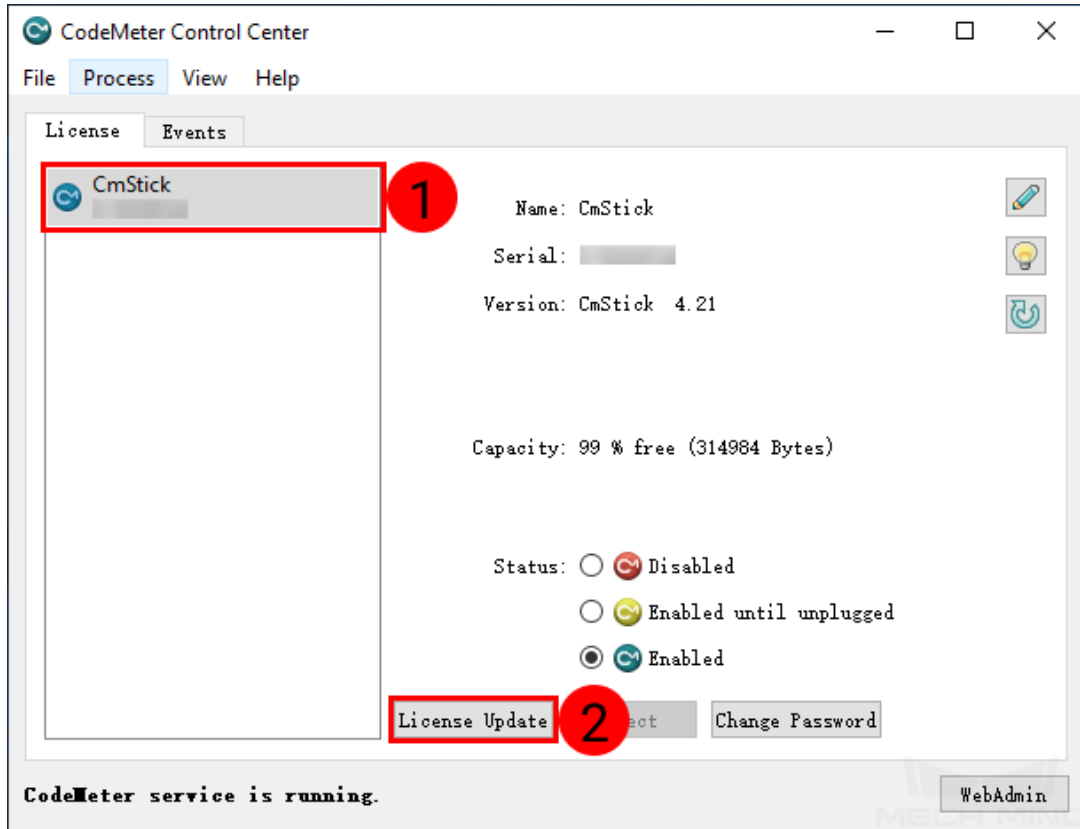 CodeMeter Control Center
File Process View Help
License Events
CmStick
1
Name: CmStick
Serial:
Version: CmStick 4.21
Capacity: 99 % free (314984 Bytes)
Status: Disabled
Enabled until unplugged
Enabled
License Update 2 Change Password
CodeMeter service is running. WebAdmin
MECH MIND